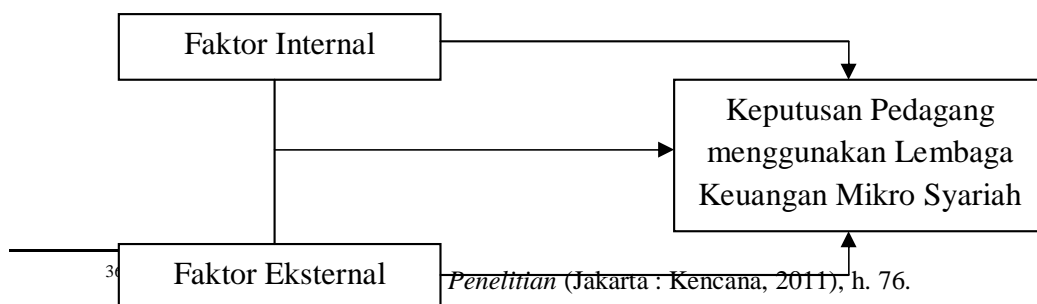 Faktor Internal
Keputusan Pedagang
menggunakan Lembaga
Keuangan Mikro Syariah
Faktor Eksternal
Penelitian (Jakarta : Kencana, 2011), h. 76.